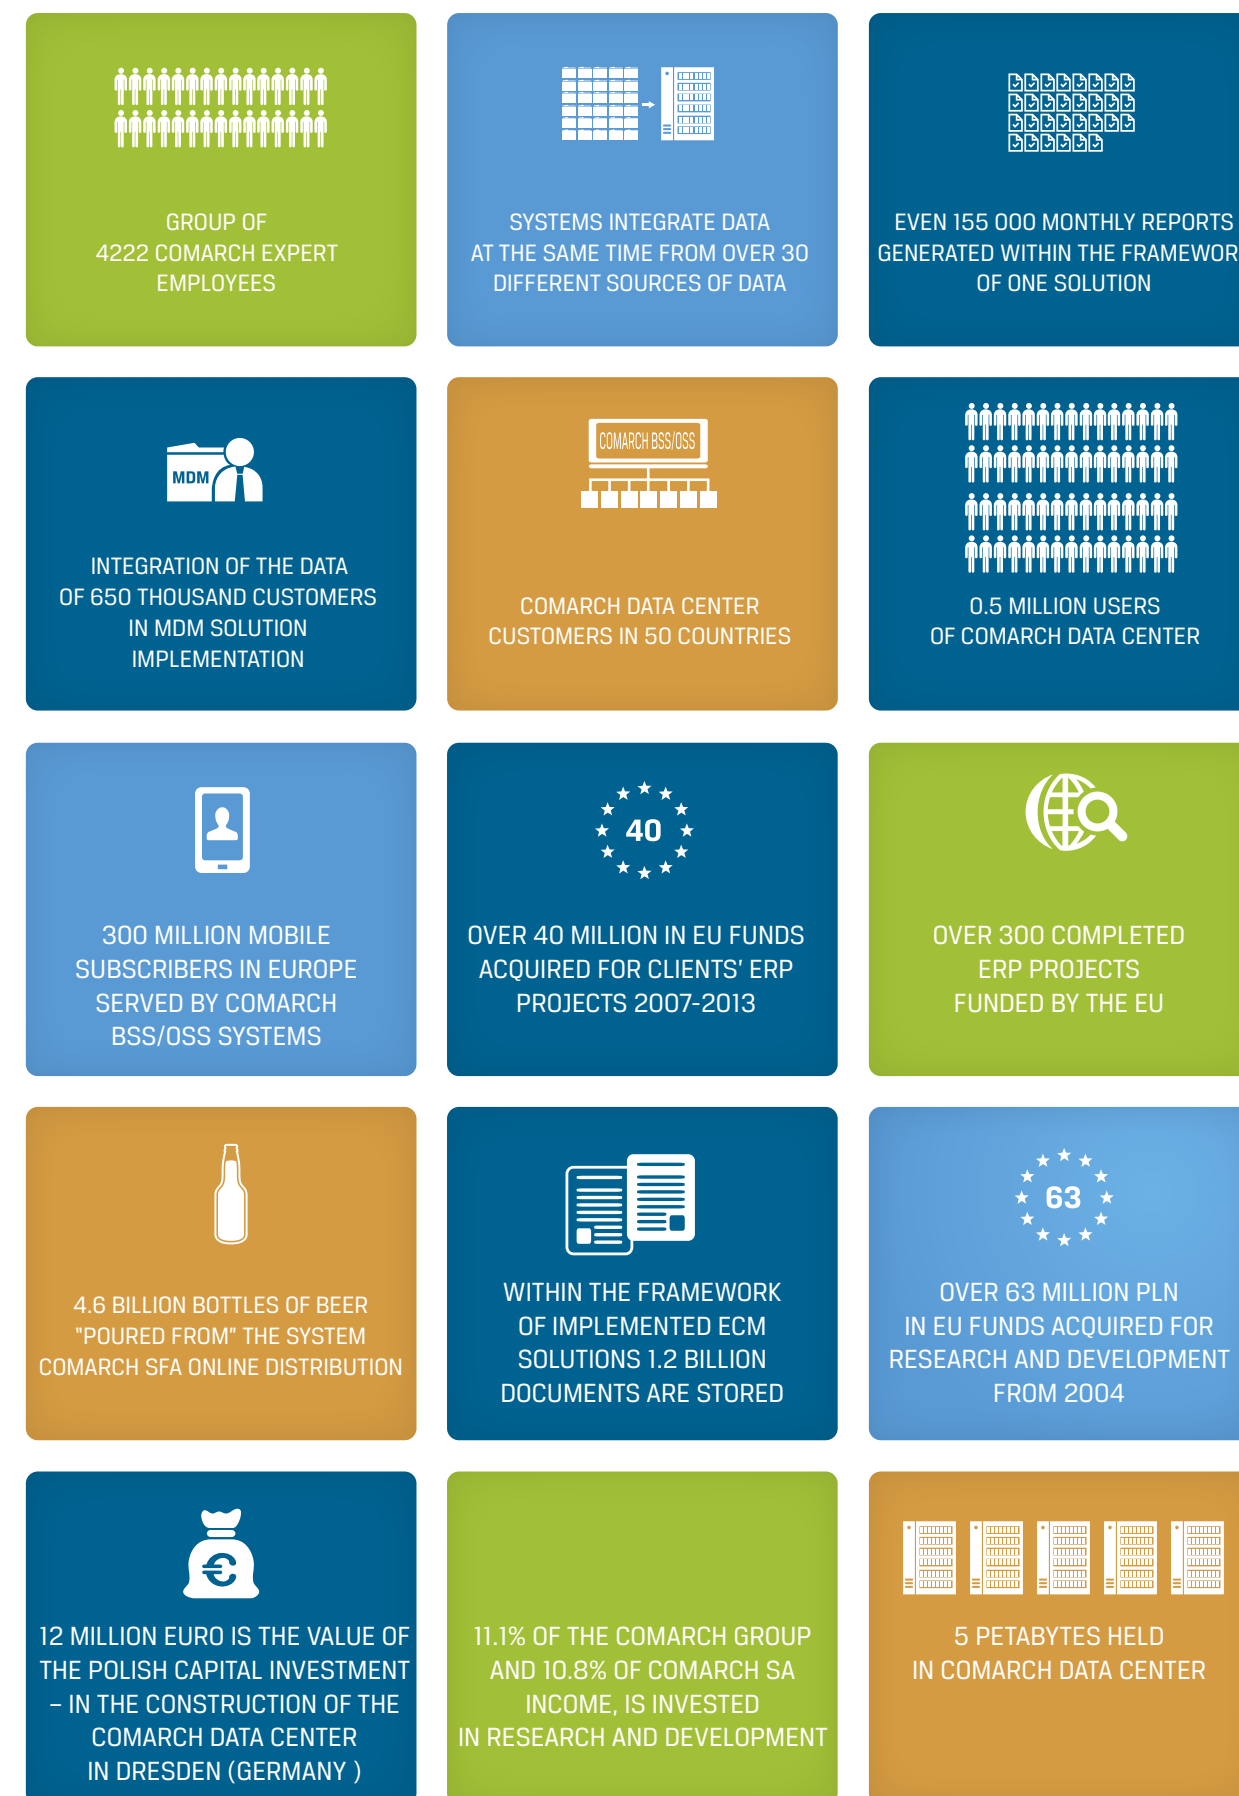 GROUP OF
4222 COMARCH EXPERT
EMPLOYEES
SYSTEMS INTEGRATE DATA
AT THE SAME TIME FROM OVER 30
DIFFERENT SOURCES OF DATA
EVEN 155 000 MONTHLY REPORTS
GENERATED WITHIN THE FRAMEWOR
OF ONE SOLUTION
MDM
INTEGRATION OF THE DATA
OF 650 THOUSAND CUSTOMERS
IN MDM SOLUTION
IMPLEMENTATION
COMARCH BSS/OSS
COMARCH DATA CENTER
CUSTOMERS IN 50 COUNTRIES
0.5 MILLION USERS
OF COMARCH DATA CENTER
300 MILLION MOBILE
SUBSCRIBERS IN EUROPE
SERVED BY COMARCH
BSS/OSS SYSTEMS
40
OVER 40 MILLION IN EU FUNDS
ACQUIRED FOR CLIENTS' ERP
PROJECTS 2007-2013
OVER 300 COMPLETED
ERP PROJECTS
FUNDED BY THE EU
4.6 BILLION BOTTLES OF BEER
"POURED FROM" THE SYSTEM
COMARCH SFA ONLINE DISTRIBUTION
WITHIN THE FRAMEWORK
OF IMPLEMENTED ECM
SOLUTIONS 1.2 BILLION
DOCUMENTS ARE STORED
63
OVER 63 MILLION PLN
IN EU FUNDS ACQUIRED FOR
RESEARCH AND DEVELOPMENT
FROM 2004
€
12 MILLION EURO IS THE VALUE OF
THE POLISH CAPITAL INVESTMENT
– IN THE CONSTRUCTION OF THE
COMARCH DATA CENTER
IN DRESDEN (GERMANY )
11.1% OF THE COMARCH GROUP
AND 10.8% OF COMARCH SA
INCOME, IS INVESTED
IN RESEARCH AND DEVELOPMENT
5 PETABYTES HELD
IN COMARCH DATA CENTER